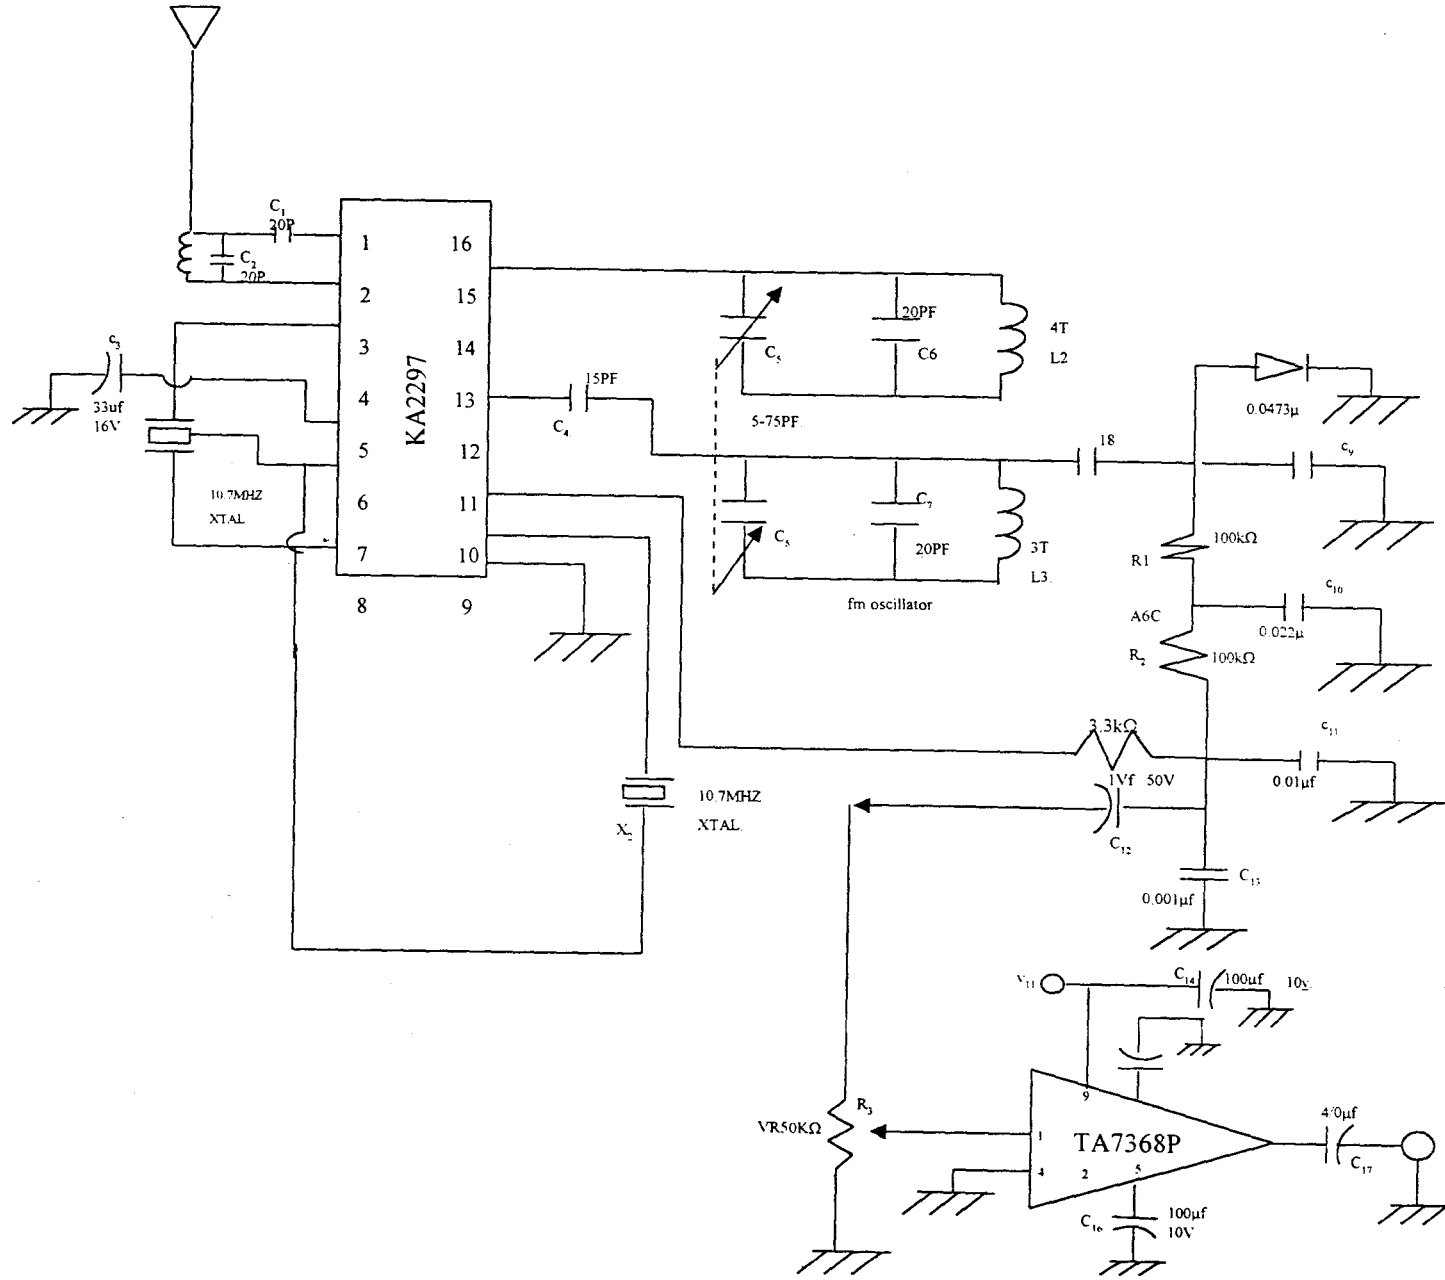 C1
20P
C2
20P
c3
33uf
16V
10.7MHZ
XTAL
1
2
3
4
5
6
7
8
KA2297
16
15
14
13
12
11
10
9
15PF
C4
C5
5-75PF.
20PF
C6
4T
L2
C5
C7
20PF
3T
L3.
fm oscillator
18
0.0473µ
c9
100kΩ
R1
c10
0.022µ
A6C
R2
100kΩ
3.3kΩ
c11
0.01µf
1Vf 50V
C12
C13
0.001µf
10.7MHZ
XTAL.
X2
v11
C14
100µf
10v.
R3
VR50KΩ
9
1
TA7368P
4
2
5
C16
100µf
10V
C17